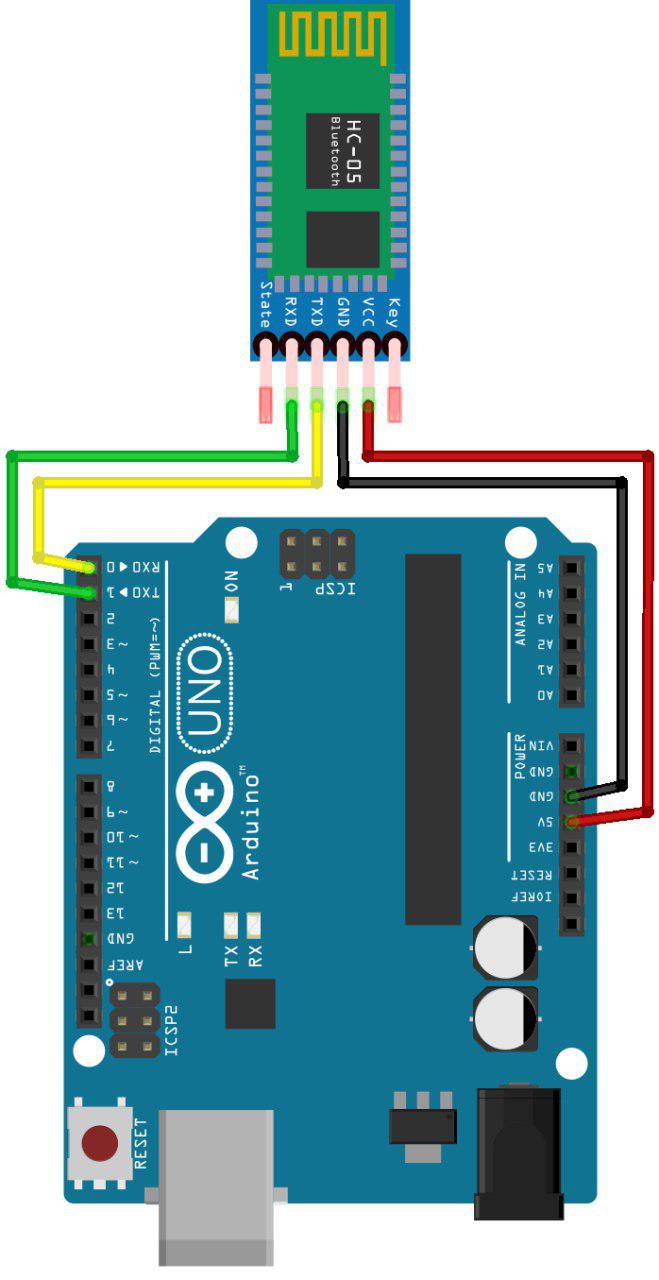 HC-05
Bluetooth
State
RXD
TXD
GND
VCC
Key
ON
1
ICSP
RX0 ▶ 0
TX0 ▶ 1
2
~ 3
4
~ 5
~ 6
7
DIGITAL (PWM=~)
UNO
Arduino™
8
~ 9
~ 10
~ 11
12
13
GND
AREF
L
TX
RX
ICSP2
RESET
ANALOG IN
A5
A4
A3
A2
A1
A0
POWER
VIN
GND
GND
5V
3V3
RESET
IOREF